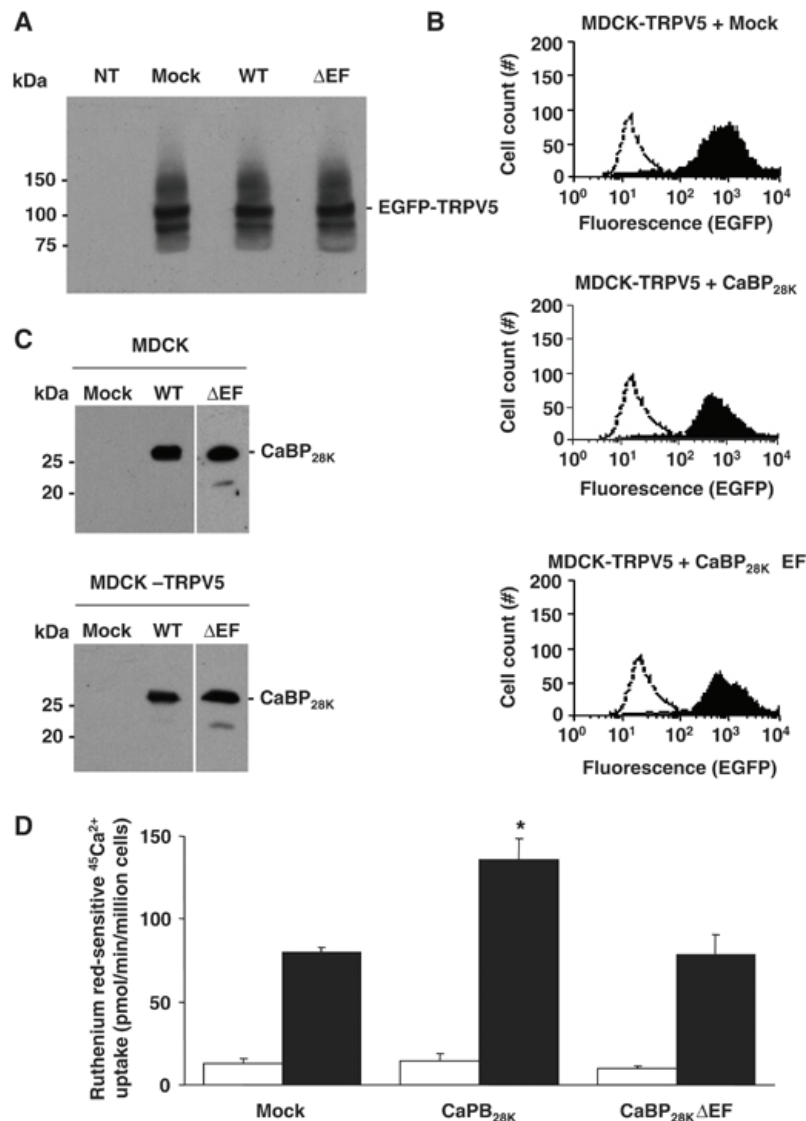 A
kDa NT Mock WT ΔEF
150
100
75
EGFP-TRPV5
B
MDCK-TRPV5 + Mock
Cell count (#)
200
150
100
50
0
10⁰ 10¹ 10² 10³ 10⁴
Fluorescence (EGFP)
MDCK-TRPV5 + CaBP₂₈ₖ
Cell count (#)
200
150
100
50
0
10⁰ 10¹ 10² 10³ 10⁴
Fluorescence (EGFP)
MDCK-TRPV5 + CaBP₂₈ₖ EF
Cell count (#)
200
150
100
50
0
10⁰ 10¹ 10² 10³ 10⁴
Fluorescence (EGFP)
C
MDCK
kDa Mock WT ΔEF
25
20
CaBP₂₈ₖ
MDCK –TRPV5
kDa Mock WT ΔEF
25
20
CaBP₂₈ₖ
D
Ruthenium red-sensitive ⁴⁵Ca²⁺
uptake (pmol/min/million cells)
150
100
50
0
*
Mock CaPB₂₈ₖ CaBP₂₈ₖΔEF